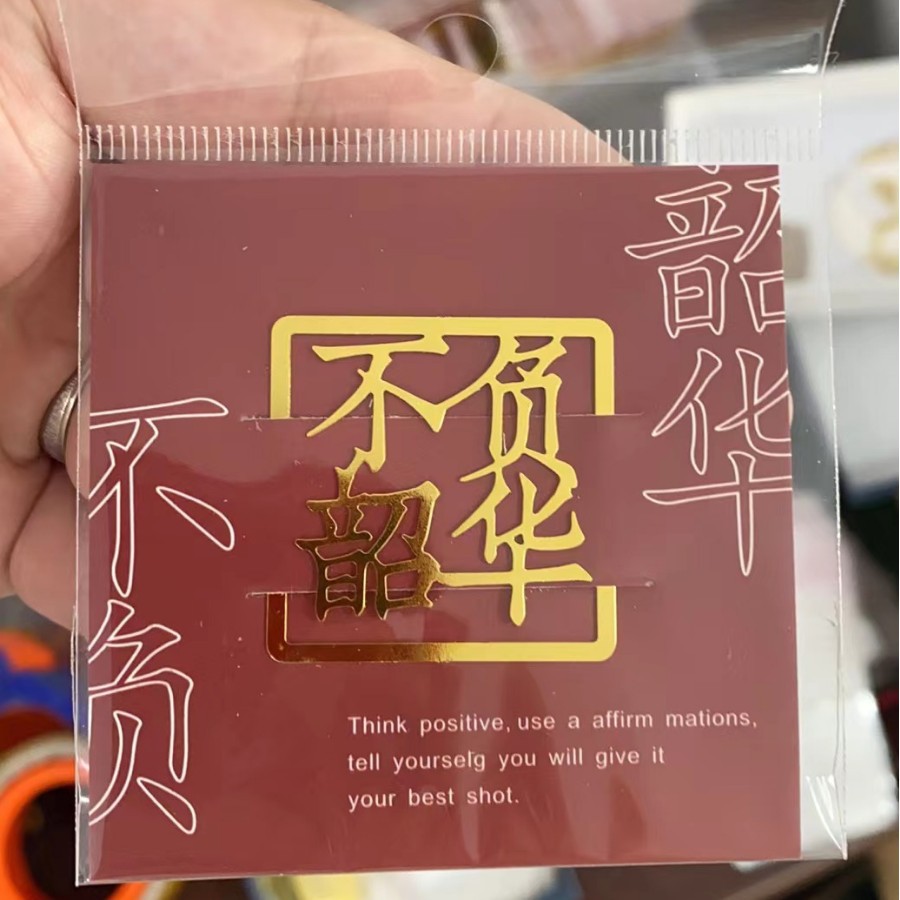 不负
韶华
韶
华
不
负
Think positive, use a affirm mations,
tell yourselg you will give it
your best shot.